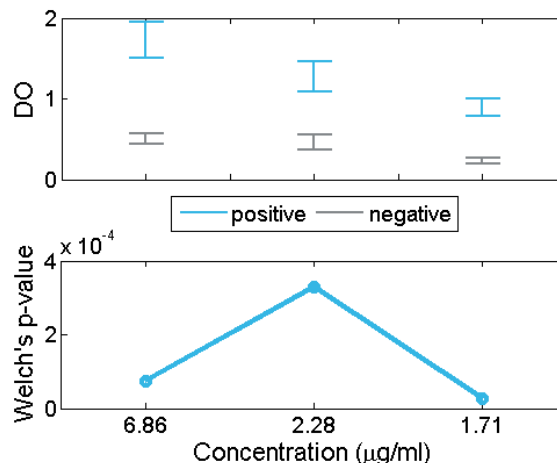 2
1
0
DO
positive negative
x 10-4
4
2
0
Welch's p-value
6.86 2.28 1.71
Concentration (μg/ml)